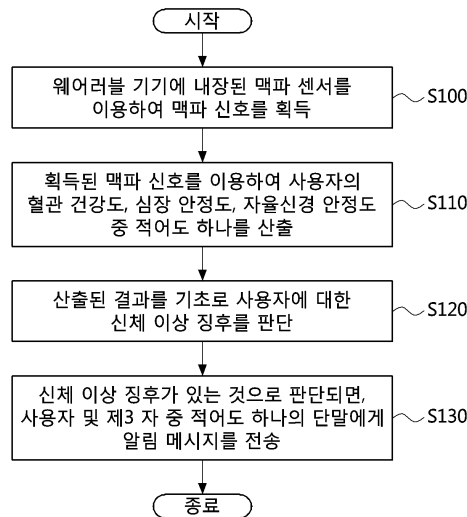 시작
웨어러블 기기에 내장된 맥파 센서를
이용하여 맥파 신호를 획득
S100
획득된 맥파 신호를 이용하여 사용자의
혈관 건강도, 심장 안정도, 자율신경 안정도
중 적어도 하나를 산출
S110
산출된 결과를 기초로 사용자에 대한
신체 이상 징후를 판단
S120
신체 이상 징후가 있는 것으로 판단되면,
사용자 및 제3 자 중 적어도 하나의 단말에게
알림 메시지를 전송
S130
종료